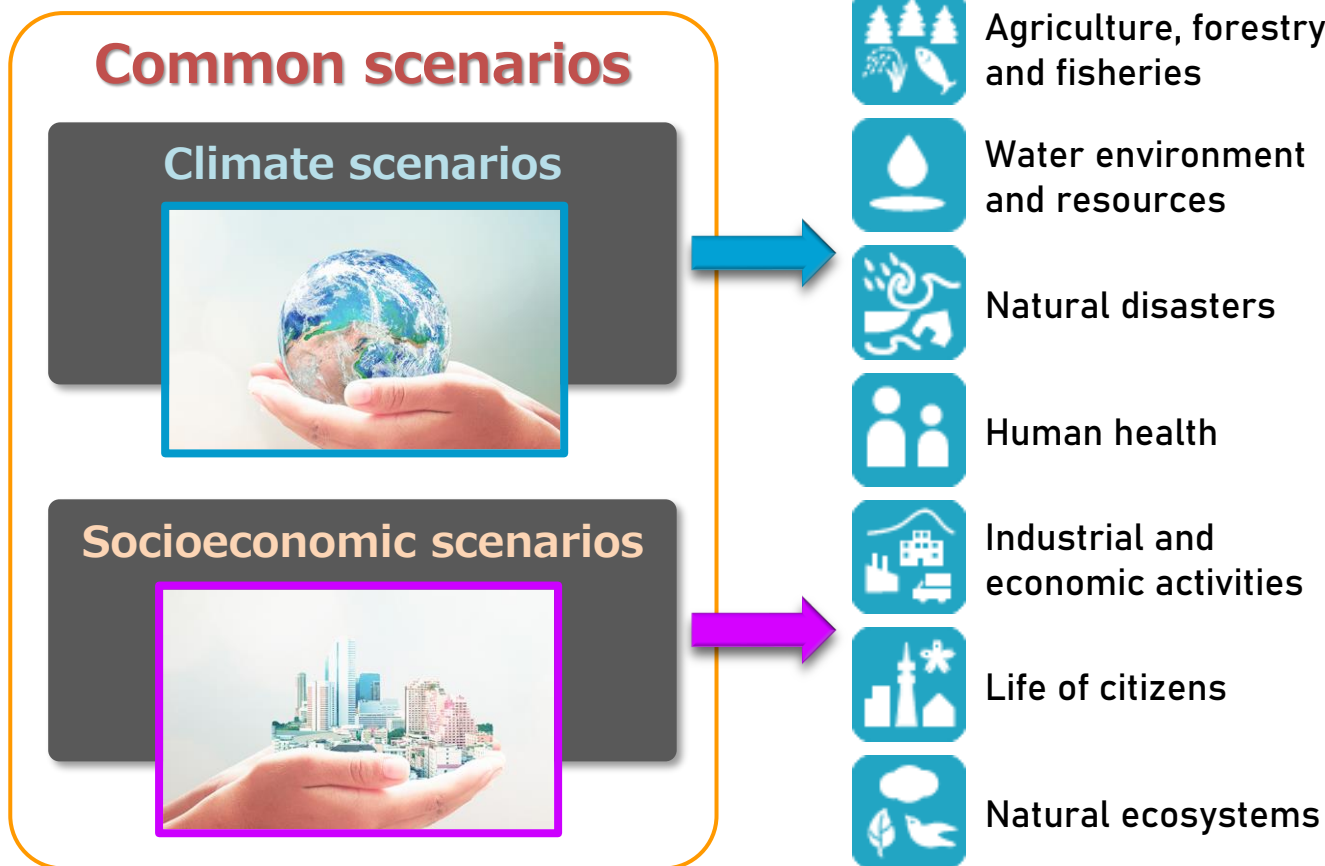 Common scenarios
Climate scenarios
Socioeconomic scenarios
Agriculture, forestry
and fisheries
Water environment
and resources
Natural disasters
Human health
Industrial and
economic activities
Life of citizens
Natural ecosystems